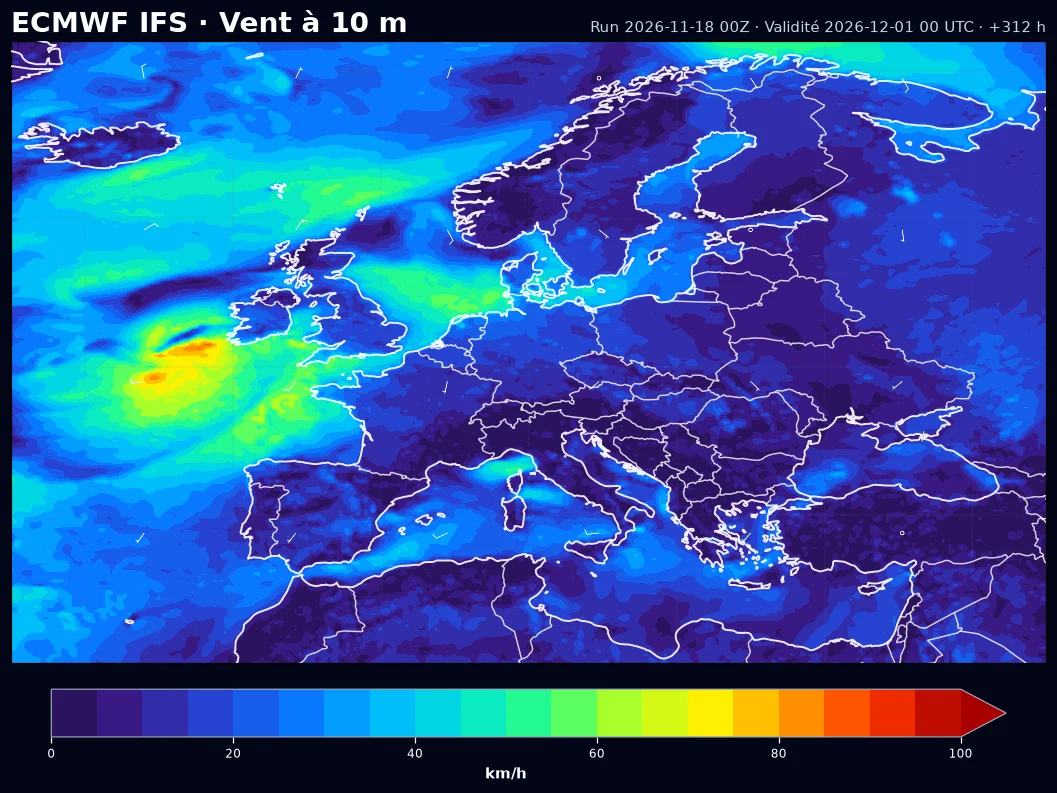 ECMWF IFS · Vent à 10 m
Run 2026-11-18 00Z · Validité 2026-12-01 00 UTC · +312 h
0 20 40 60 80 100
km/h